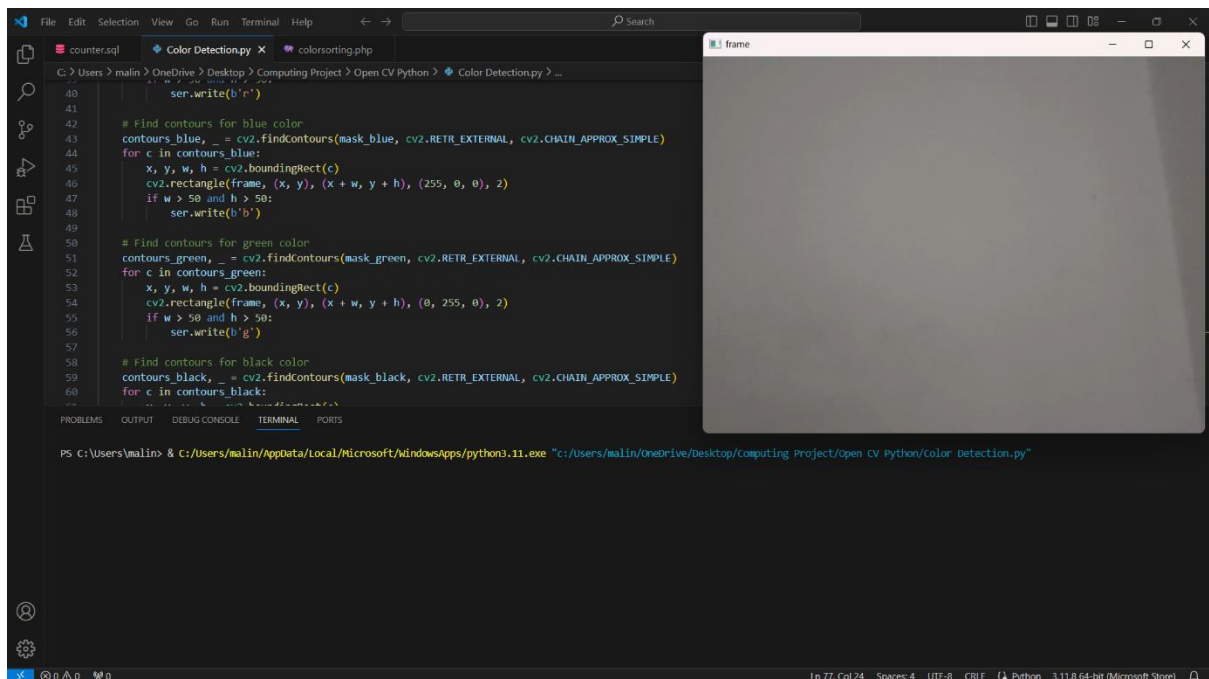 File Edit Selection View Go Run Terminal Help ← → Search
counter.sql Color Detection.py × colorsorting.php
frame
C: > Users > malin > OneDrive > Desktop > Computing Project > Open CV Python > Color Detection.py > ...
40 ser.write(b'r')
41
42 # Find contours for blue color
43 contours_blue, _ = cv2.findContours(mask_blue, cv2.RETR_EXTERNAL, cv2.CHAIN_APPROX_SIMPLE)
44 for c in contours_blue:
45 x, y, w, h = cv2.boundingRect(c)
46 cv2.rectangle(frame, (x, y), (x + w, y + h), (255, 0, 0), 2)
47 if w > 50 and h > 50:
48 ser.write(b'b')
49
50 # Find contours for green color
51 contours_green, _ = cv2.findContours(mask_green, cv2.RETR_EXTERNAL, cv2.CHAIN_APPROX_SIMPLE)
52 for c in contours_green:
53 x, y, w, h = cv2.boundingRect(c)
54 cv2.rectangle(frame, (x, y), (x + w, y + h), (0, 255, 0), 2)
55 if w > 50 and h > 50:
56 ser.write(b'g')
57
58 # Find contours for black color
59 contours_black, _ = cv2.findContours(mask_black, cv2.RETR_EXTERNAL, cv2.CHAIN_APPROX_SIMPLE)
60 for c in contours_black:
PROBLEMS OUTPUT DEBUG CONSOLE TERMINAL PORTS
PS C:\Users\malin> & C:/Users/malin/AppData/Local/Microsoft/WindowsApps/python3.11.exe "c:/Users/malin/OneDrive/Desktop/Computing Project/Open CV Python/Color Detection.py"
0 0 0 Ln 77, Col 24 Spaces: 4 UTF-8 CRLF Python 3.11.8 64-bit (Microsoft Store)